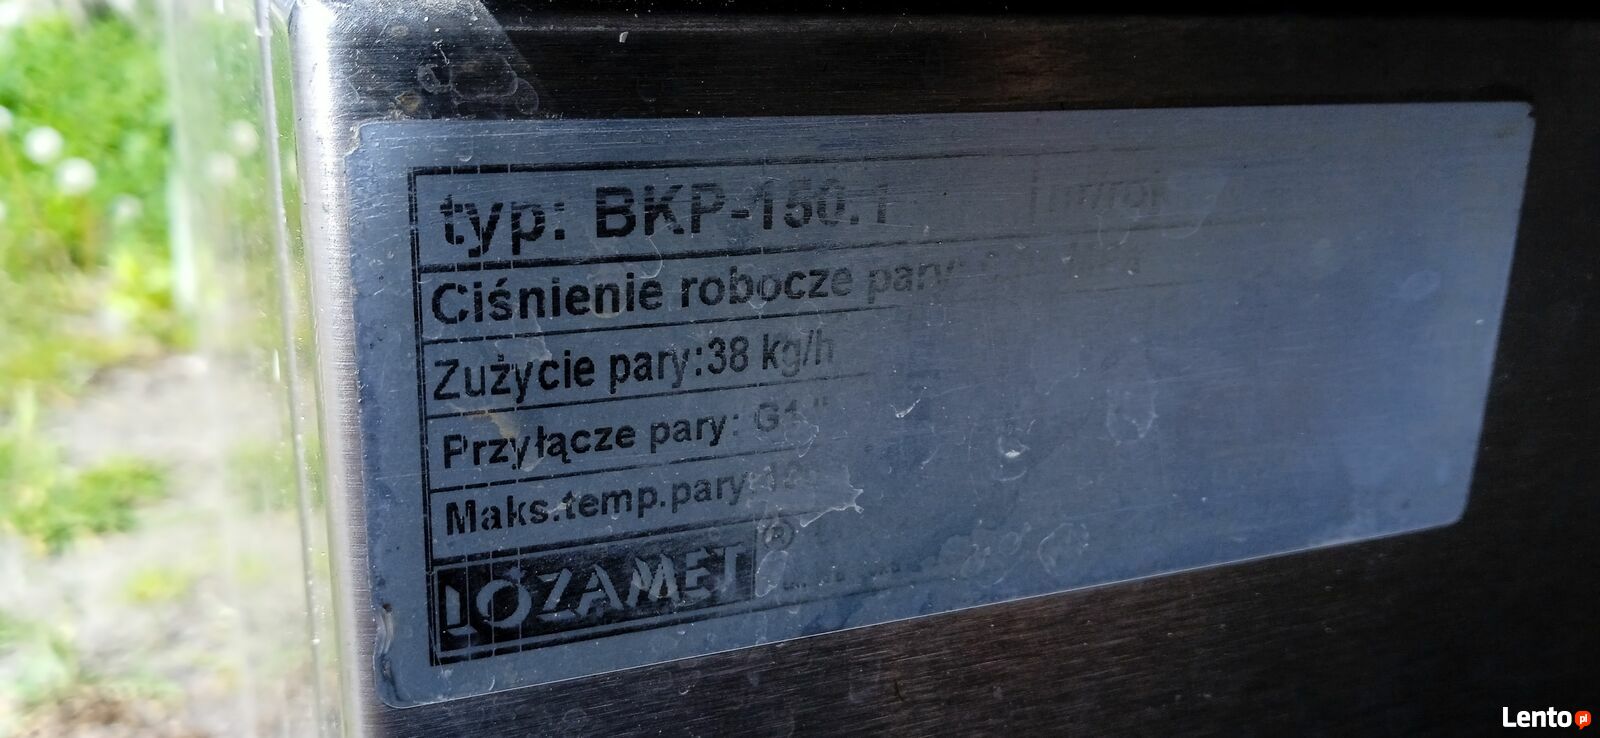 typ: BKP-150.1
Ciśnienie robocze pary:
Zużycie pary:38 kg/h
Przyłącze pary: G1"
Maks.temp.pary:
LOZAMET ®
Lento.pl